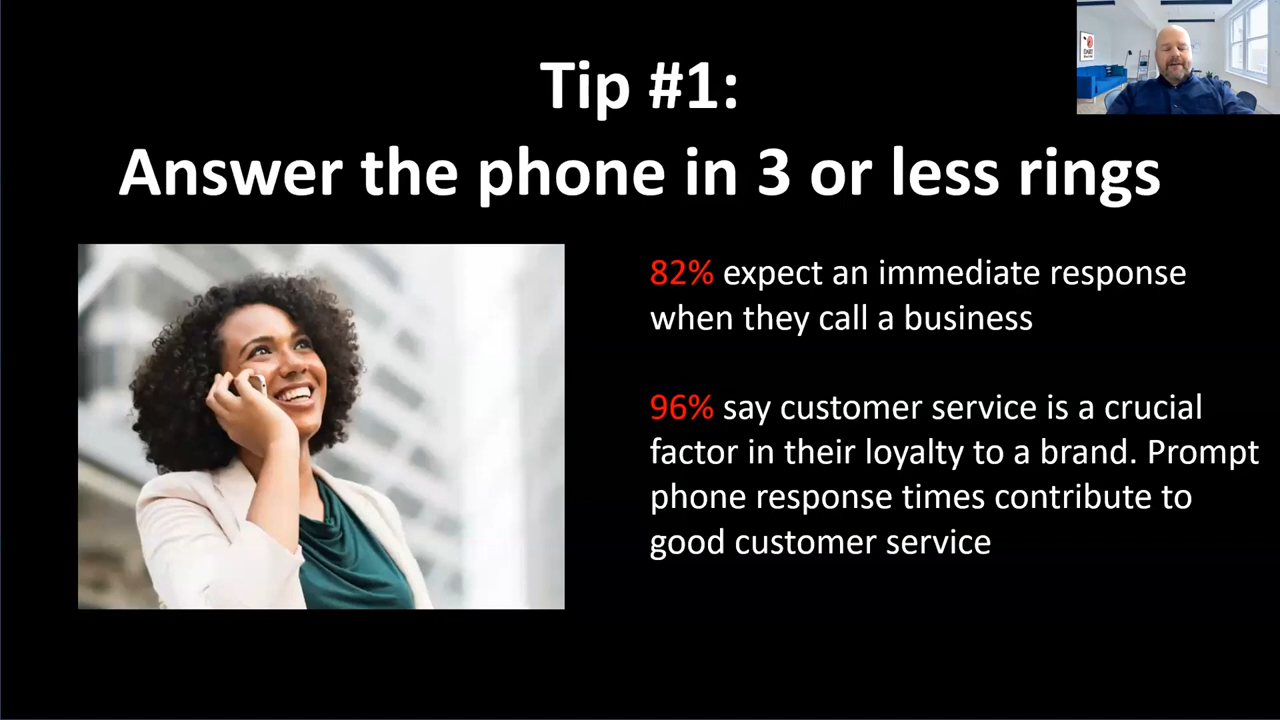 Tip #1:
Answer the phone in 3 or less rings
82% expect an immediate response
when they call a business
96% say customer service is a crucial
factor in their loyalty to a brand. Prompt
phone response times contribute to
good customer service